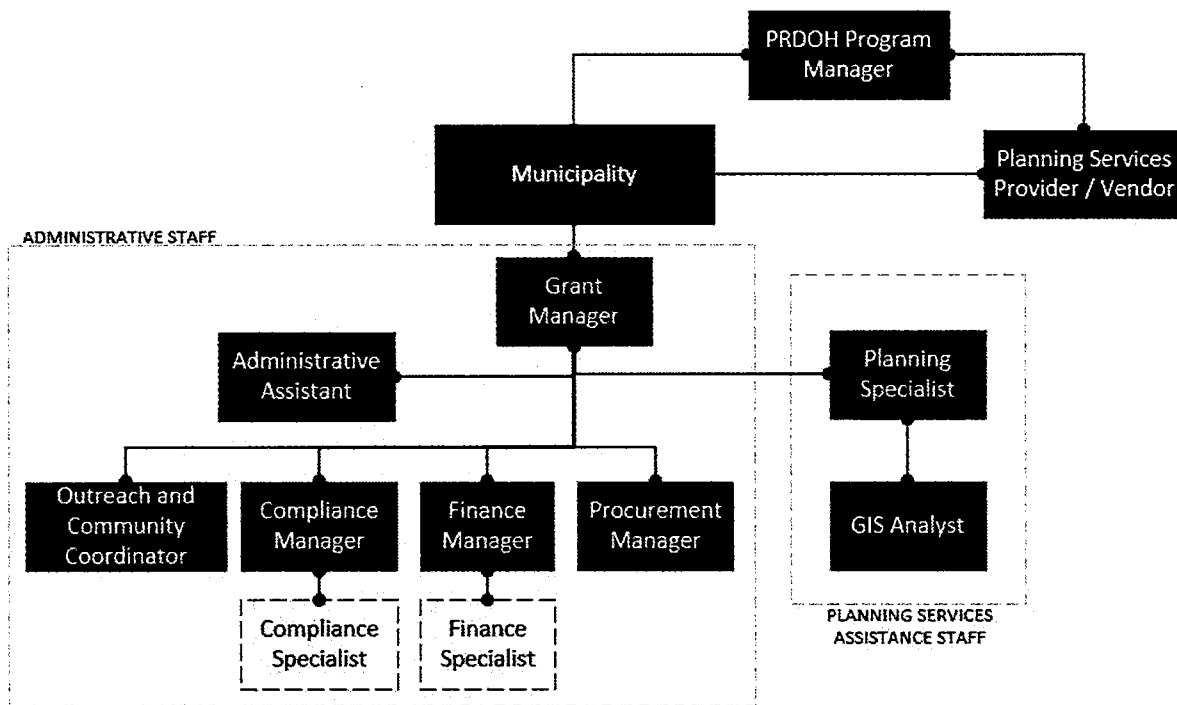 PRDOH Program
Manager
Municipality
Planning Services
Provider / Vendor
ADMINISTRATIVE STAFF
Grant
Manager
Administrative
Assistant
Planning
Specialist
Outreach and
Community
Coordinator
Compliance
Manager
Finance
Manager
Procurement
Manager
GIS Analyst
Compliance
Specialist
Finance
Specialist
PLANNING SERVICES
ASSISTANCE STAFF